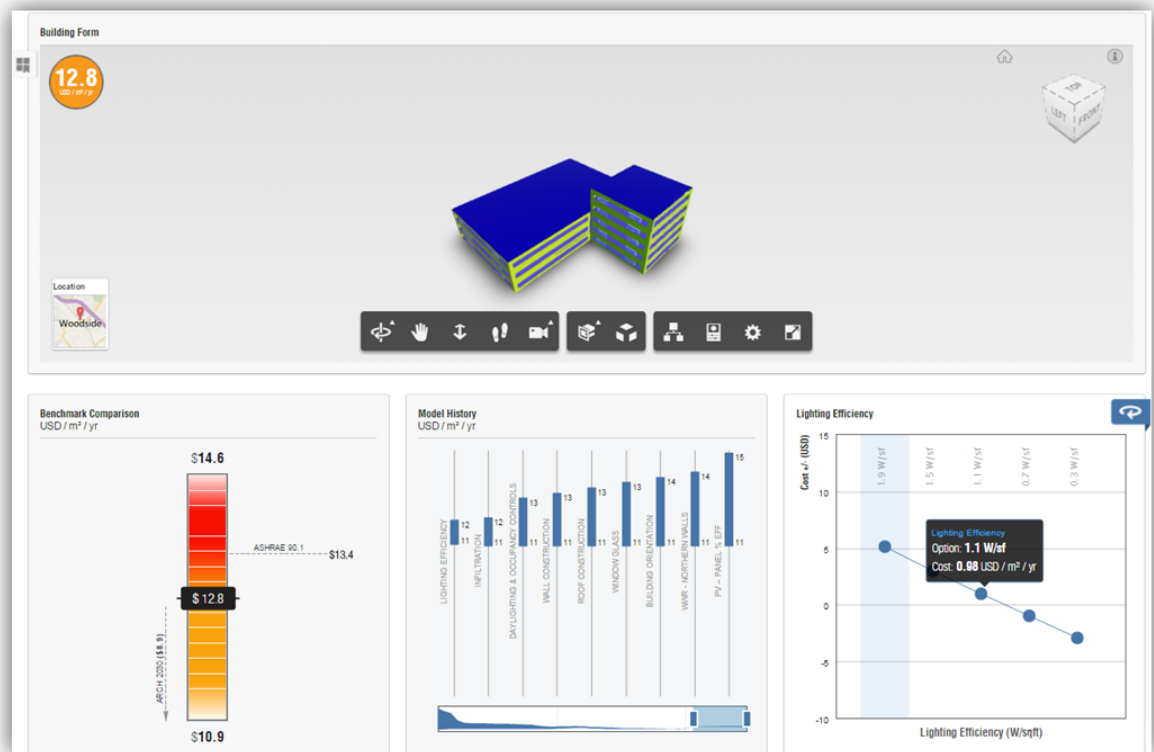 Building Form
12.8
USD / m² / yr
TOP
LEFT
FRONT
Location
Woodside
Benchmark Comparison
USD / m² / yr
$14.6
ASHRAE 90.1
$13.4
$12.8
ARCH 2030 ($8.9)
$10.9
Model History
USD / m² / yr
LIGHTING EFFICIENCY
12
11
INFILTRATION
12
11
DAYLIGHTING & OCCUPANCY CONTROLS
13
11
WALL CONSTRUCTION
13
11
ROOF CONSTRUCTION
13
11
WINDOW GLASS
13
11
BUILDING ORIENTATION
14
11
WWR - NORTHERN WALLS
14
11
PV – PANEL % EFF
15
11
Lighting Efficiency
Cost +/- (USD)
15
10
5
0
-5
-10
1.9 W/sf
1.5 W/sf
1.1 W/sf
0.7 W/sf
0.3 W/sf
Lighting Efficiency
Option: 1.1 W/sf
Cost: 0.98 USD / m² / yr
Lighting Efficiency (W/sqft)